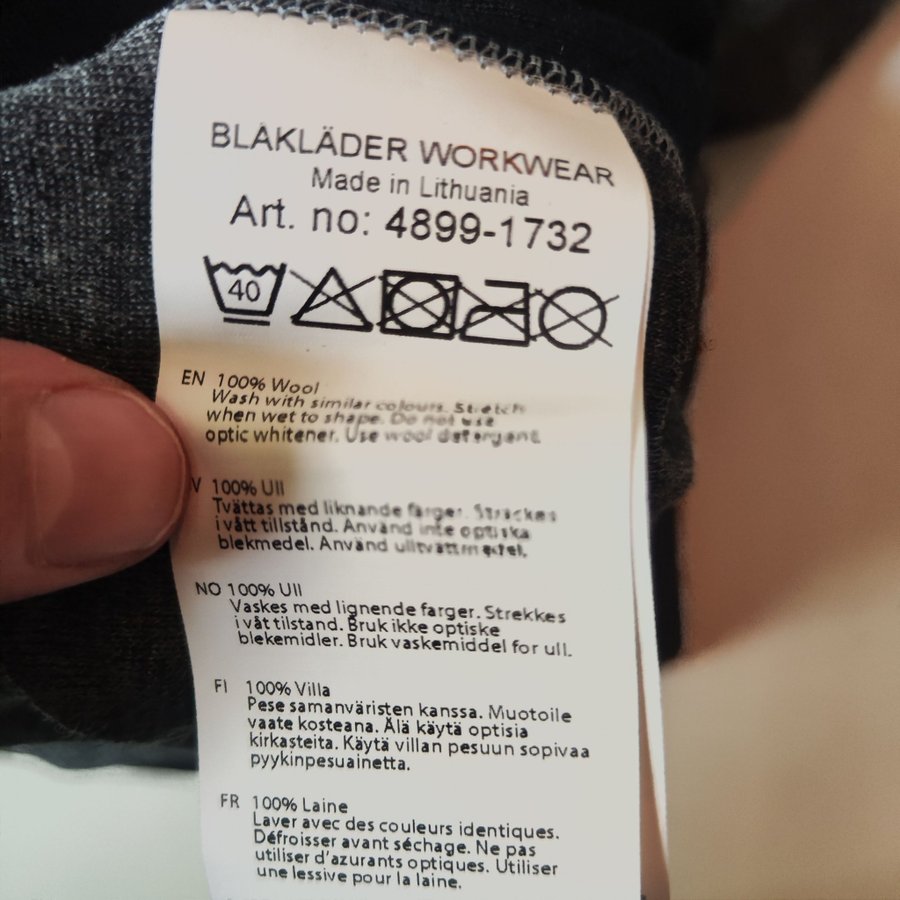 BLÅKLÄDER WORKWEAR
Made in Lithuania
Art. no: 4899-1732
40
EN 100% Wool
Wash with similar colours. Stretch
when wet to shape. Do not use
optic whitener. Use wool detergent.
V 100% Ull
Tvättas med liknande färger. Sträckes
i vått tillstånd. Använd inte optiska
blekmedel. Använd ulltvättmedel.
NO 100% Ull
Vaskes med lignende farger. Strekkes
i våt tilstand. Bruk ikke optiske
blekemidler. Bruk vaskemiddel for ull.
FI 100% Villa
Pese samanväristen kanssa. Muotoile
vaate kosteana. Älä käytä optisia
kirkasteita. Käytä villan pesuun sopivaa
pyykinpesuainetta.
FR 100% Laine
Laver avec des couleurs identiques.
Défroisser avant séchage. Ne pas
utiliser d'azurants optiques. Utiliser
une lessive pour la laine.